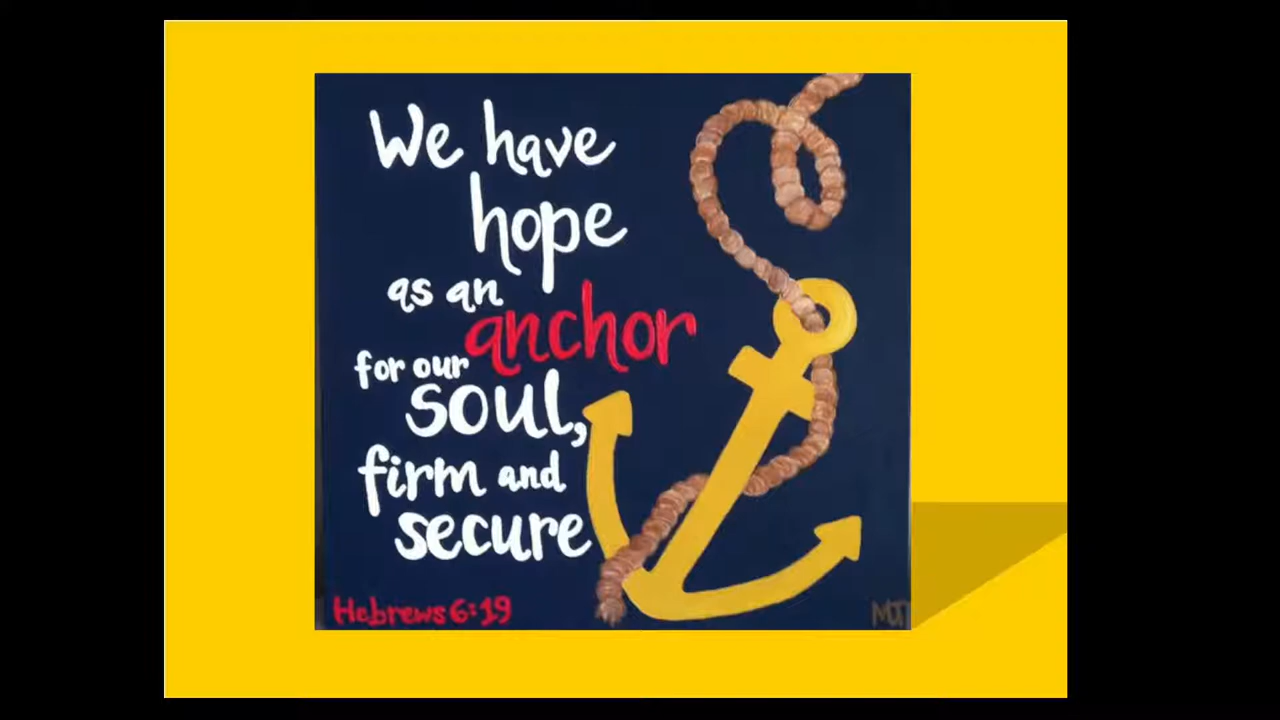 We have
hope
as an
anchor
for our
soul,
firm and
secure
Hebrews 6:19